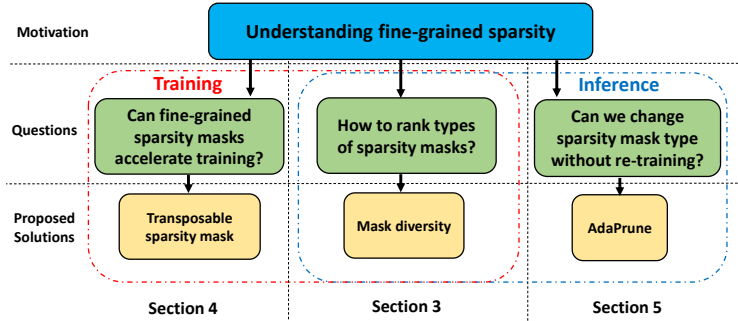 Motivation
Understanding fine-grained sparsity
Training
Inference
Questions
Can fine-grained
sparsity masks
accelerate training?
How to rank types
of sparsity masks?
Can we change
sparsity mask type
without re-training?
Proposed
Solutions
Transposable
sparsity mask
Mask diversity
AdaPrune
Section 4
Section 3
Section 5